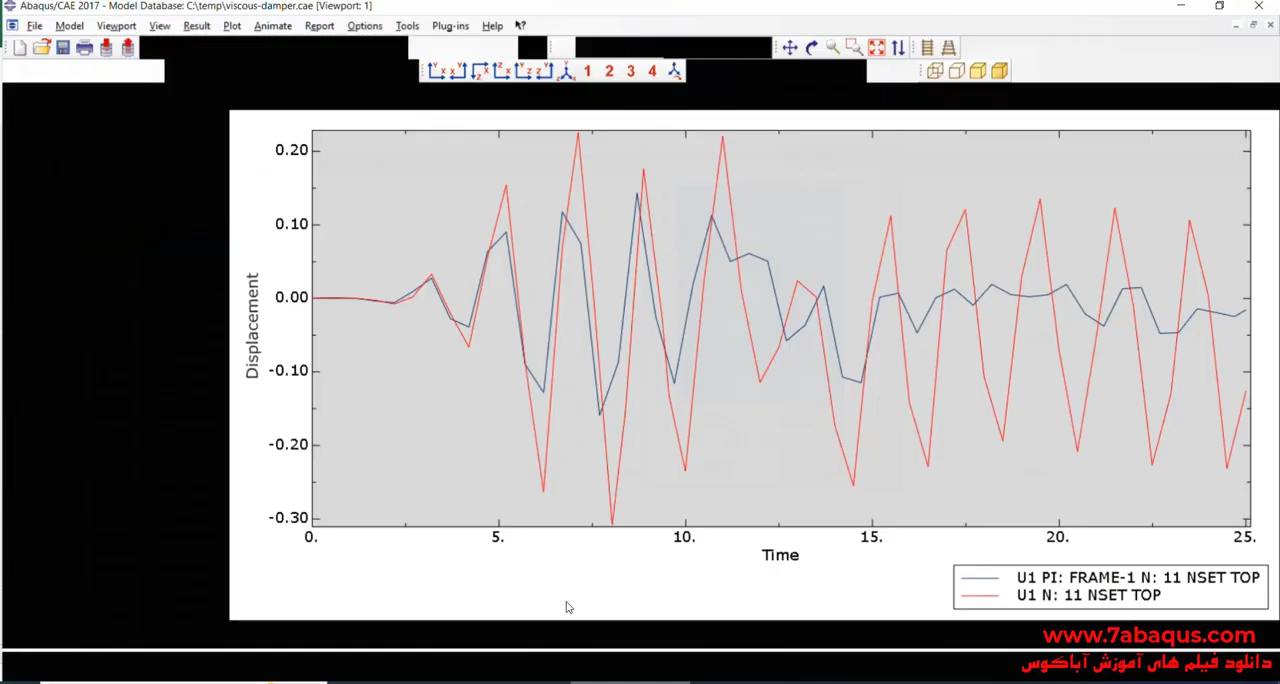 Abaqus/CAE 2017 - Model Database: C:\temp\viscous-damper.cae [Viewport: 1]
File Model Viewport View Result Plot Animate Report Options Tools Plug-ins Help
1 2 3 4
0.20
0.10
0.00
-0.10
-0.20
-0.30
Displacement
0. 5. 10. 15. 20. 25.
Time
U1 PI: FRAME-1 N: 11 NSET TOP
U1 N: 11 NSET TOP
www.7abaqus.com
دانلود فیلم های آموزش آباکوس